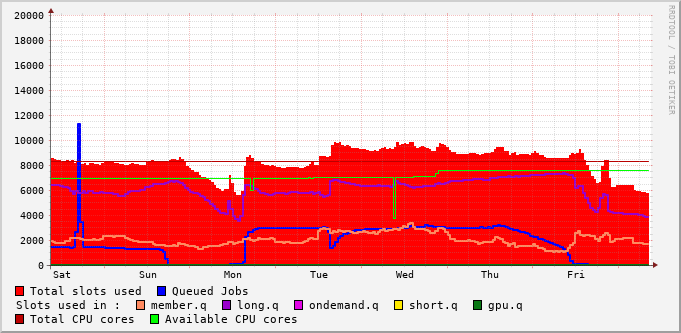 20000
18000
16000
14000
12000
10000
8000
6000
4000
2000
0
Sat Sun Mon Tue Wed Thu Fri
Total slots used Queued Jobs
Slots used in : member.q long.q ondemand.q short.q gpu.q
Total CPU cores Available CPU cores
RRDTOOL / TOBI OETIKER